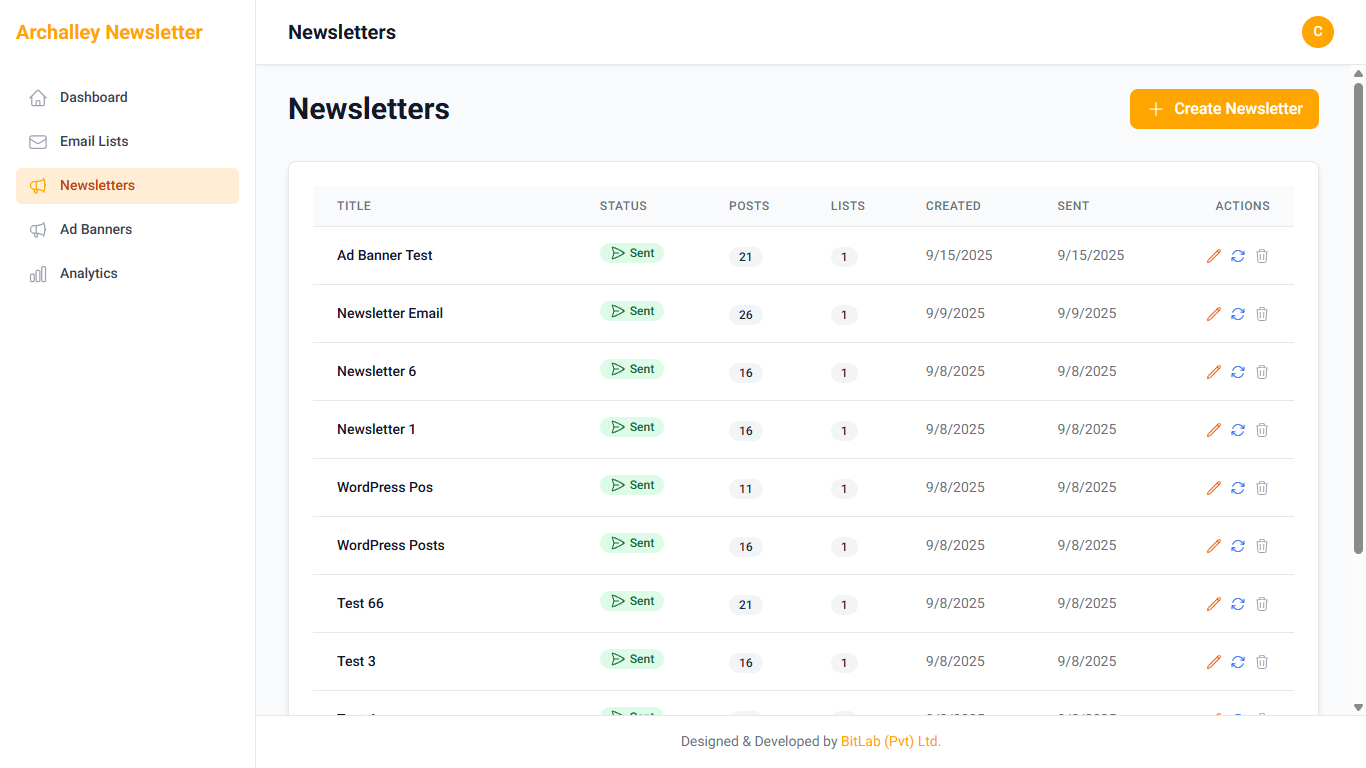 Archalley Newsletter
Newsletters
C
Dashboard
Email Lists
Newsletters
Ad Banners
Analytics
Newsletters
Create Newsletter
TITLE STATUS POSTS LISTS CREATED SENT ACTIONS
Ad Banner Test Sent 21 1 9/15/2025 9/15/2025
Newsletter Email Sent 26 1 9/9/2025 9/9/2025
Newsletter 6 Sent 16 1 9/8/2025 9/8/2025
Newsletter 1 Sent 16 1 9/8/2025 9/8/2025
WordPress Pos Sent 11 1 9/8/2025 9/8/2025
WordPress Posts Sent 16 1 9/8/2025 9/8/2025
Test 66 Sent 21 1 9/8/2025 9/8/2025
Test 3 Sent 16 1 9/8/2025 9/8/2025
Designed & Developed by BitLab (Pvt) Ltd.